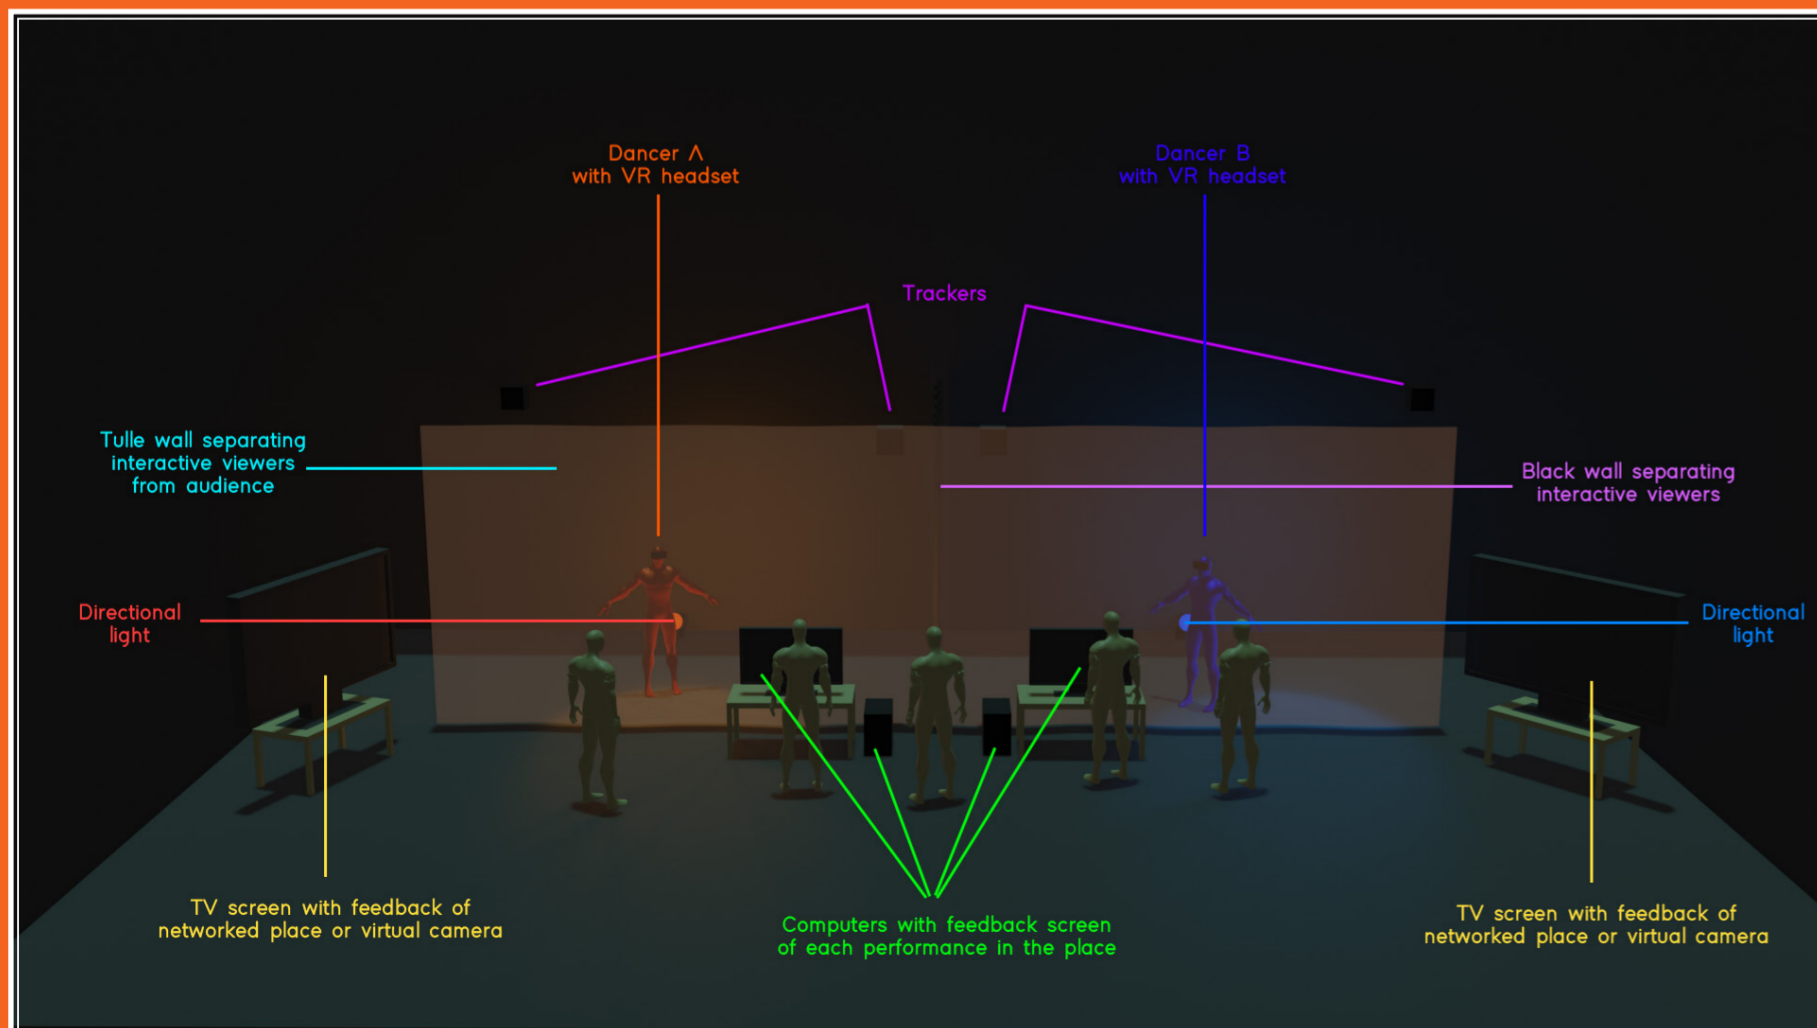 Dancer A
with VR headset
Dancer B
with VR headset
Trackers
Tulle wall separating
interactive viewers
from audience
Black wall separating
interactive viewers
Directional
light
Directional
light
TV screen with feedback of
networked place or virtual camera
Computers with feedback screen
of each performance in the place
TV screen with feedback of
networked place or virtual camera